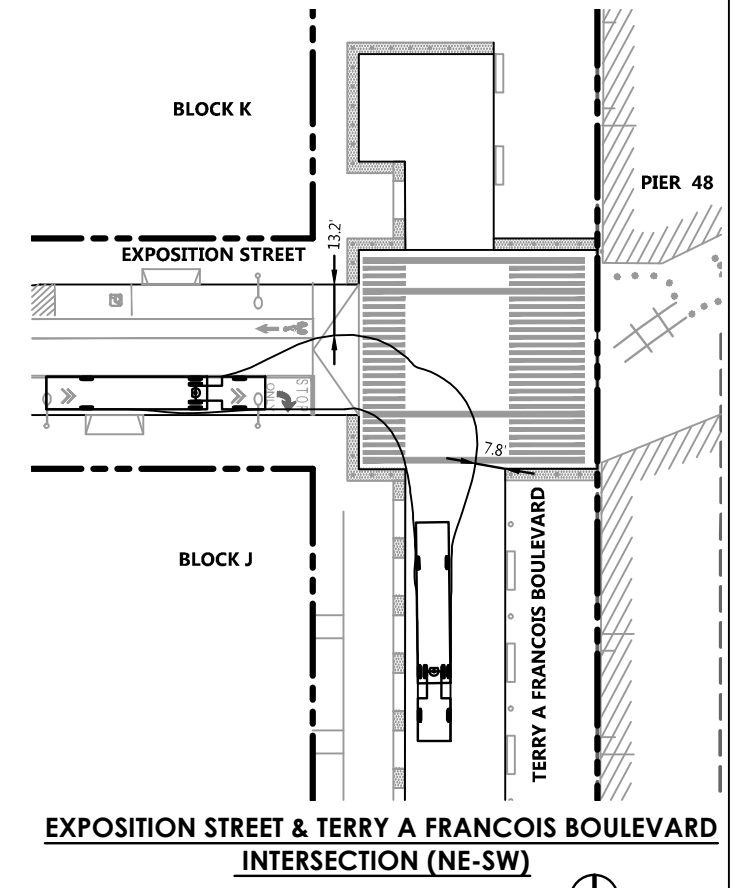 BLOCK K
PIER 48
13.2'
EXPOSITION STREET
STOP
ONLY
7.8'
BLOCK J
TERRY A FRANCOIS BOULEVARD
EXPOSITION STREET & TERRY A FRANCOIS BOULEVARD
INTERSECTION (NE-SW)